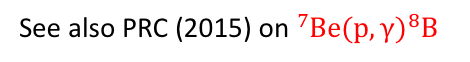 See also PRC (2015) on ⁷Be(p, γ)⁸B